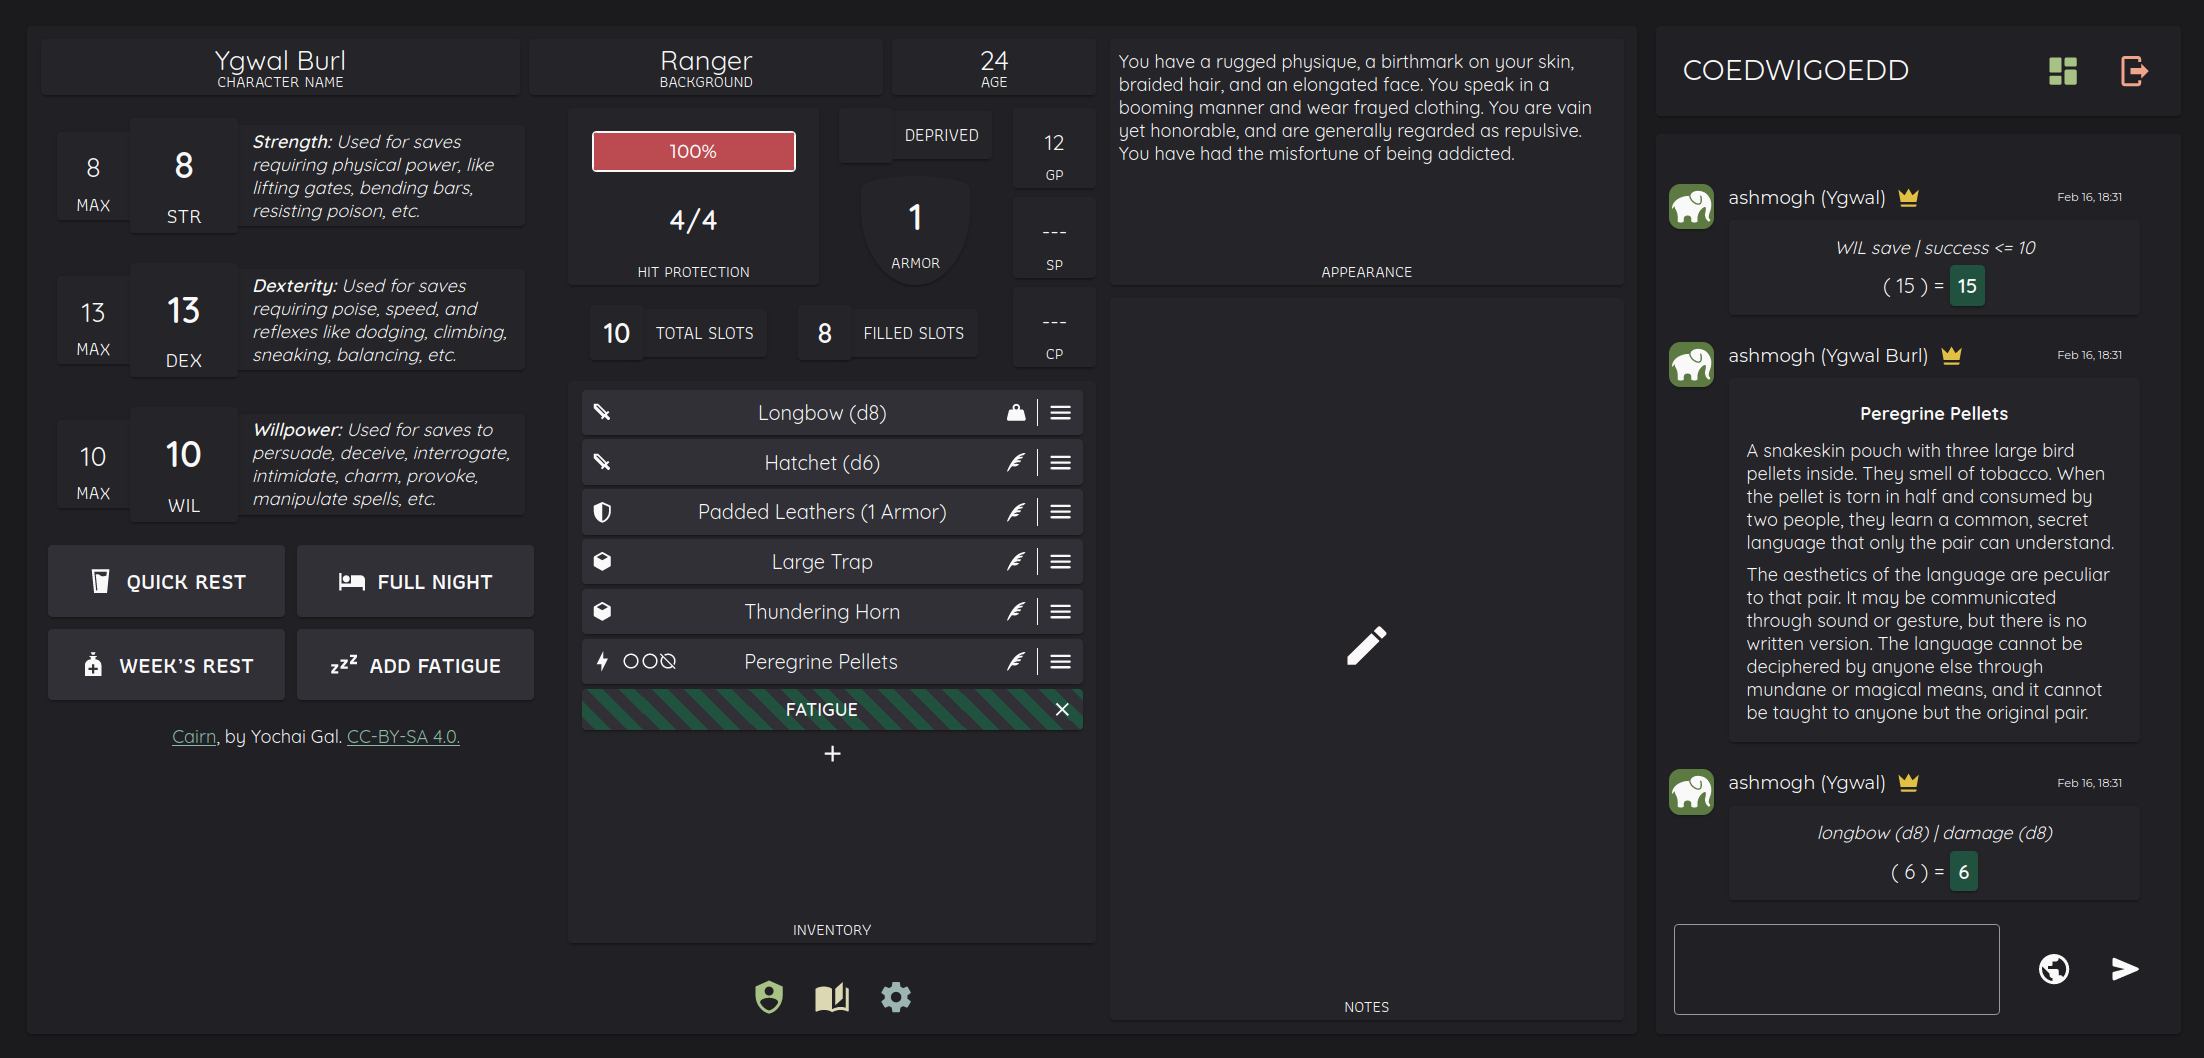 Ygwal Burl
CHARACTER NAME
Ranger
BACKGROUND
24
AGE
8
MAX
8
STR
Strength: Used for saves
requiring physical power, like
lifting gates, bending bars,
resisting poison, etc.
13
MAX
13
DEX
Dexterity: Used for saves
requiring poise, speed, and
reflexes like dodging, climbing,
sneaking, balancing, etc.
10
MAX
10
WIL
Willpower: Used for saves to
persuade, deceive, interrogate,
intimidate, charm, provoke,
manipulate spells, etc.
QUICK REST
FULL NIGHT
WEEK'S REST
ADD FATIGUE
Cairn, by Yochai Gal. CC-BY-SA 4.0.
100%
4/4
HIT PROTECTION
DEPRIVED
1
ARMOR
12
GP
---
SP
---
CP
10 TOTAL SLOTS
8 FILLED SLOTS
Longbow (d8)
Hatchet (d6)
Padded Leathers (1 Armor)
Large Trap
Thundering Horn
Peregrine Pellets
FATIGUE
INVENTORY
You have a rugged physique, a birthmark on your skin,
braided hair, and an elongated face. You speak in a
booming manner and wear frayed clothing. You are vain
yet honorable, and are generally regarded as repulsive.
You have had the misfortune of being addicted.
APPEARANCE
NOTES
COEDWIGOEDD
ashmogh (Ygwal) Feb 16, 18:31
WIL save | success <= 10
( 15 ) = 15
ashmogh (Ygwal Burl) Feb 16, 18:31
Peregrine Pellets
A snakeskin pouch with three large bird
pellets inside. They smell of tobacco. When
the pellet is torn in half and consumed by
two people, they learn a common, secret
language that only the pair can understand.
The aesthetics of the language are peculiar
to that pair. It may be communicated
through sound or gesture, but there is no
written version. The language cannot be
deciphered by anyone else through
mundane or magical means, and it cannot
be taught to anyone but the original pair.
ashmogh (Ygwal) Feb 16, 18:31
longbow (d8) | damage (d8)
( 6 ) = 6